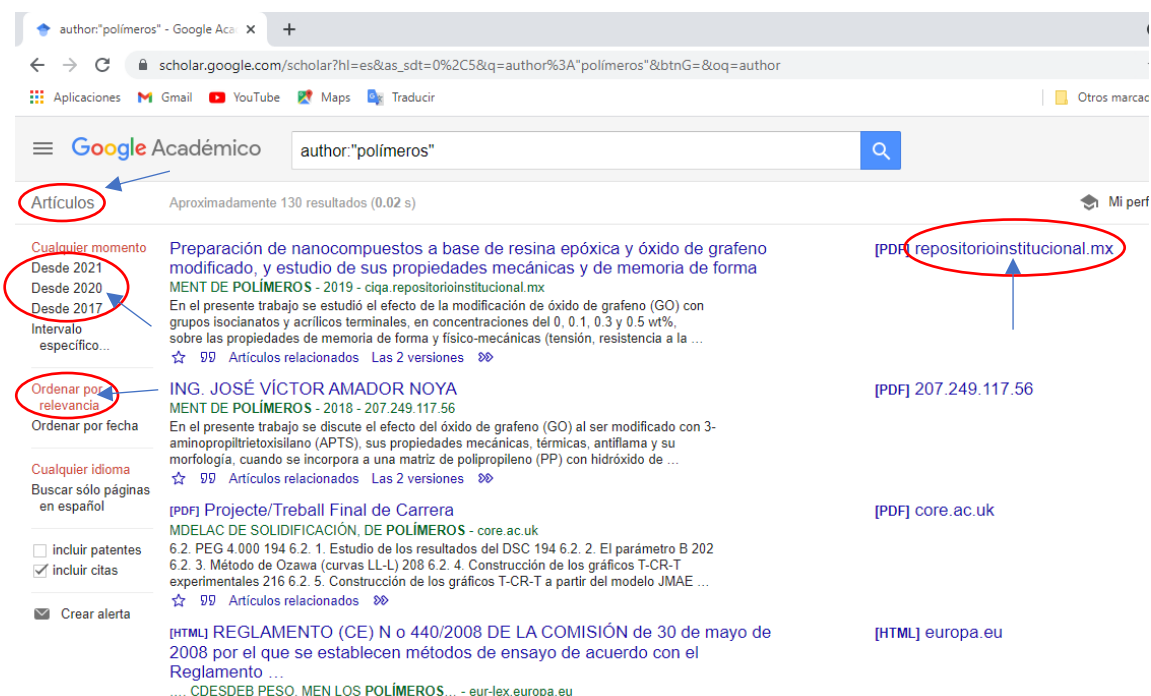 author:"polímeros" - Google Aca
scholar.google.com/scholar?hl=es&as_sdt=0%2C5&q=author%3A"polímeros"&btnG=&oq=author
Aplicaciones Gmail YouTube Maps Traducir Otros marcad
Google Académico author:"polímeros"
Artículos Aproximadamente 130 resultados (0.02 s) Mi perf
Cualquier momento
Desde 2021
Desde 2020
Desde 2017
Intervalo
específico...
Ordenar por
relevancia
Ordenar por fecha
Cualquier idioma
Buscar sólo páginas
en español
incluir patentes
incluir citas
Crear alerta
Preparación de nanocompuestos a base de resina epóxica y óxido de grafeno
modificado, y estudio de sus propiedades mecánicas y de memoria de forma
MENT DE POLÍMEROS - 2019 - ciqa.repositorioinstitucional.mx
En el presente trabajo se estudió el efecto de la modificación de óxido de grafeno (GO) con
grupos isocianatos y acrílicos terminales, en concentraciones del 0, 0.1, 0.3 y 0.5 wt%,
sobre las propiedades de memoria de forma y físico-mecánicas (tensión, resistencia a la …
Artículos relacionados Las 2 versiones
[PDF] repositorioinstitucional.mx
ING. JOSÉ VÍCTOR AMADOR NOYA
MENT DE POLÍMEROS - 2018 - 207.249.117.56
En el presente trabajo se discute el efecto del óxido de grafeno (GO) al ser modificado con 3-
aminopropiltrietoxisilano (APTS), sus propiedades mecánicas, térmicas, antiflama y su
morfología, cuando se incorpora a una matriz de polipropileno (PP) con hidróxido de …
Artículos relacionados Las 2 versiones
[PDF] 207.249.117.56
[PDF] Projecte/Treball Final de Carrera
MDELAC DE SOLIDIFICACIÓN, DE POLÍMEROS - core.ac.uk
6.2. PEG 4.000 194 6.2. 1. Estudio de los resultados del DSC 194 6.2. 2. El parámetro B 202
6.2. 3. Método de Ozawa (curvas LL-L) 208 6.2. 4. Construcción de los gráficos T-CR-T
experimentales 216 6.2. 5. Construcción de los gráficos T-CR-T a partir del modelo JMAE …
Artículos relacionados
[PDF] core.ac.uk
[HTML] REGLAMENTO (CE) N o 440/2008 DE LA COMISIÓN de 30 de mayo de
2008 por el que se establecen métodos de ensayo de acuerdo con el
Reglamento …
…, CDESDEB PESO, MEN LOS POLÍMEROS… - eur-lex.europa.eu
[HTML] europa.eu